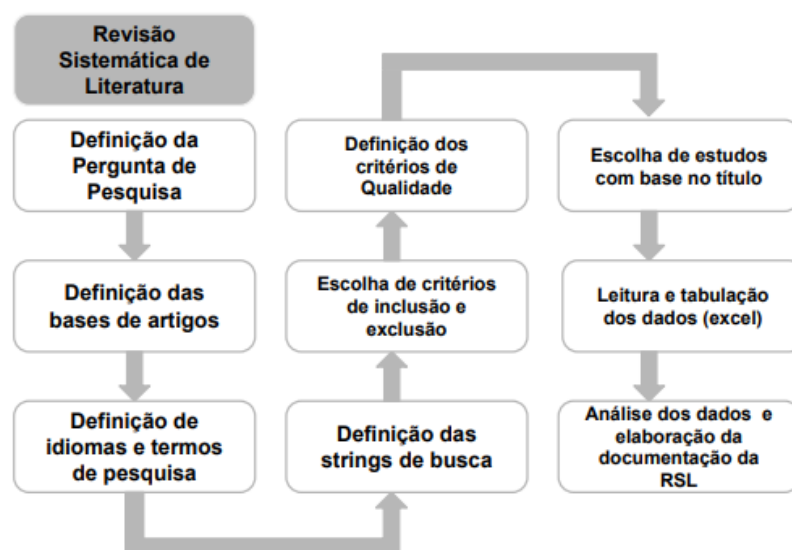 Revisão
Sistemática de
Literatura
Definição da
Pergunta de
Pesquisa
Definição das
bases de artigos
Definição de
idiomas e termos
de pesquisa
Definição das
strings de busca
Escolha de critérios
de inclusão e
exclusão
Definição dos
critérios de
Qualidade
Escolha de estudos
com base no título
Leitura e tabulação
dos dados (excel)
Análise dos dados e
elaboração da
documentação da
RSL